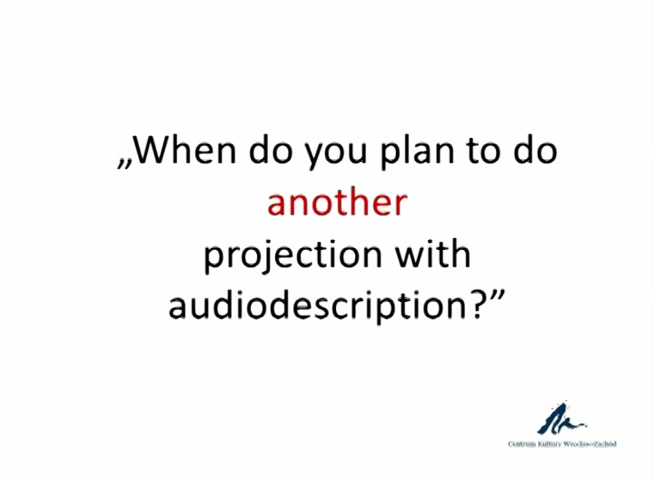 „When do you plan to do
another
projection with
audiodescription?”
Centrum Kultury Wrocław-Zachód